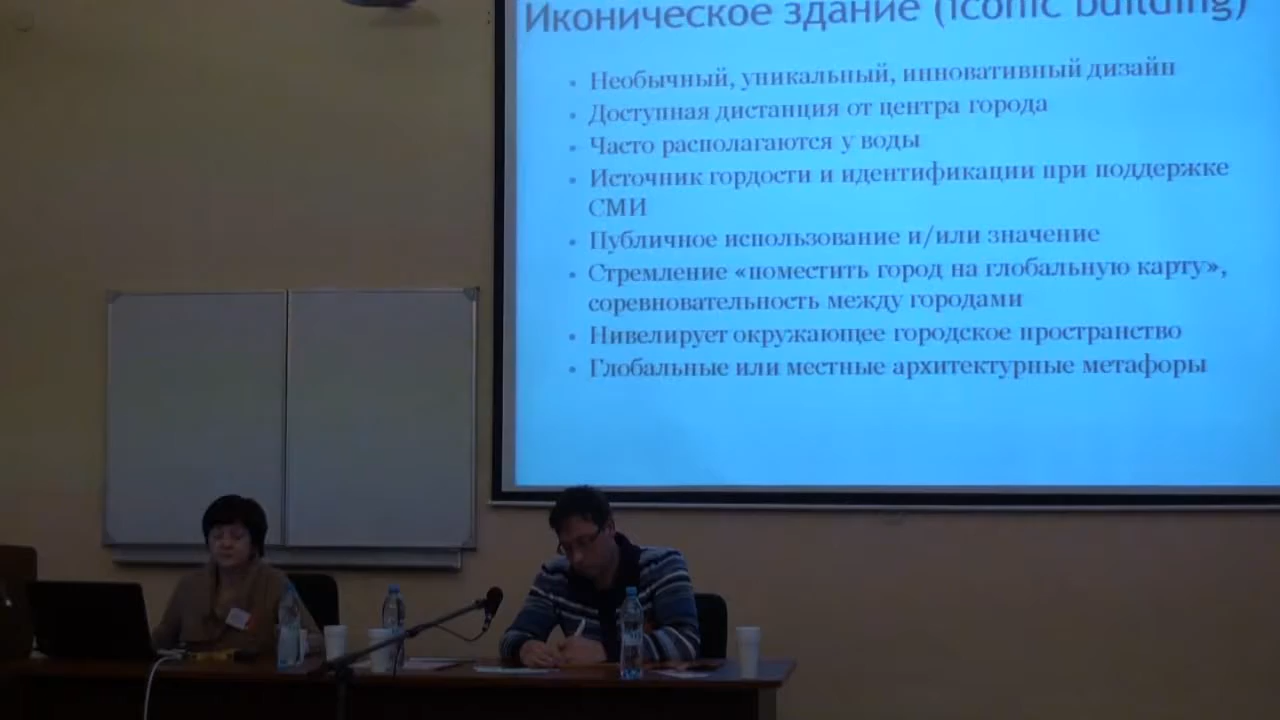 Иконическое здание (iconic building)
• Необычный, уникальный, инновативный дизайн
• Доступная дистанция от центра города
• Часто располагаются у воды
• Источник гордости и идентификации при поддержке
СМИ
• Публичное использование и/или значение
• Стремление «поместить город на глобальную карту»,
соревновательность между городами
• Нивелирует окружающее городское пространство
• Глобальные или местные архитектурные метафоры